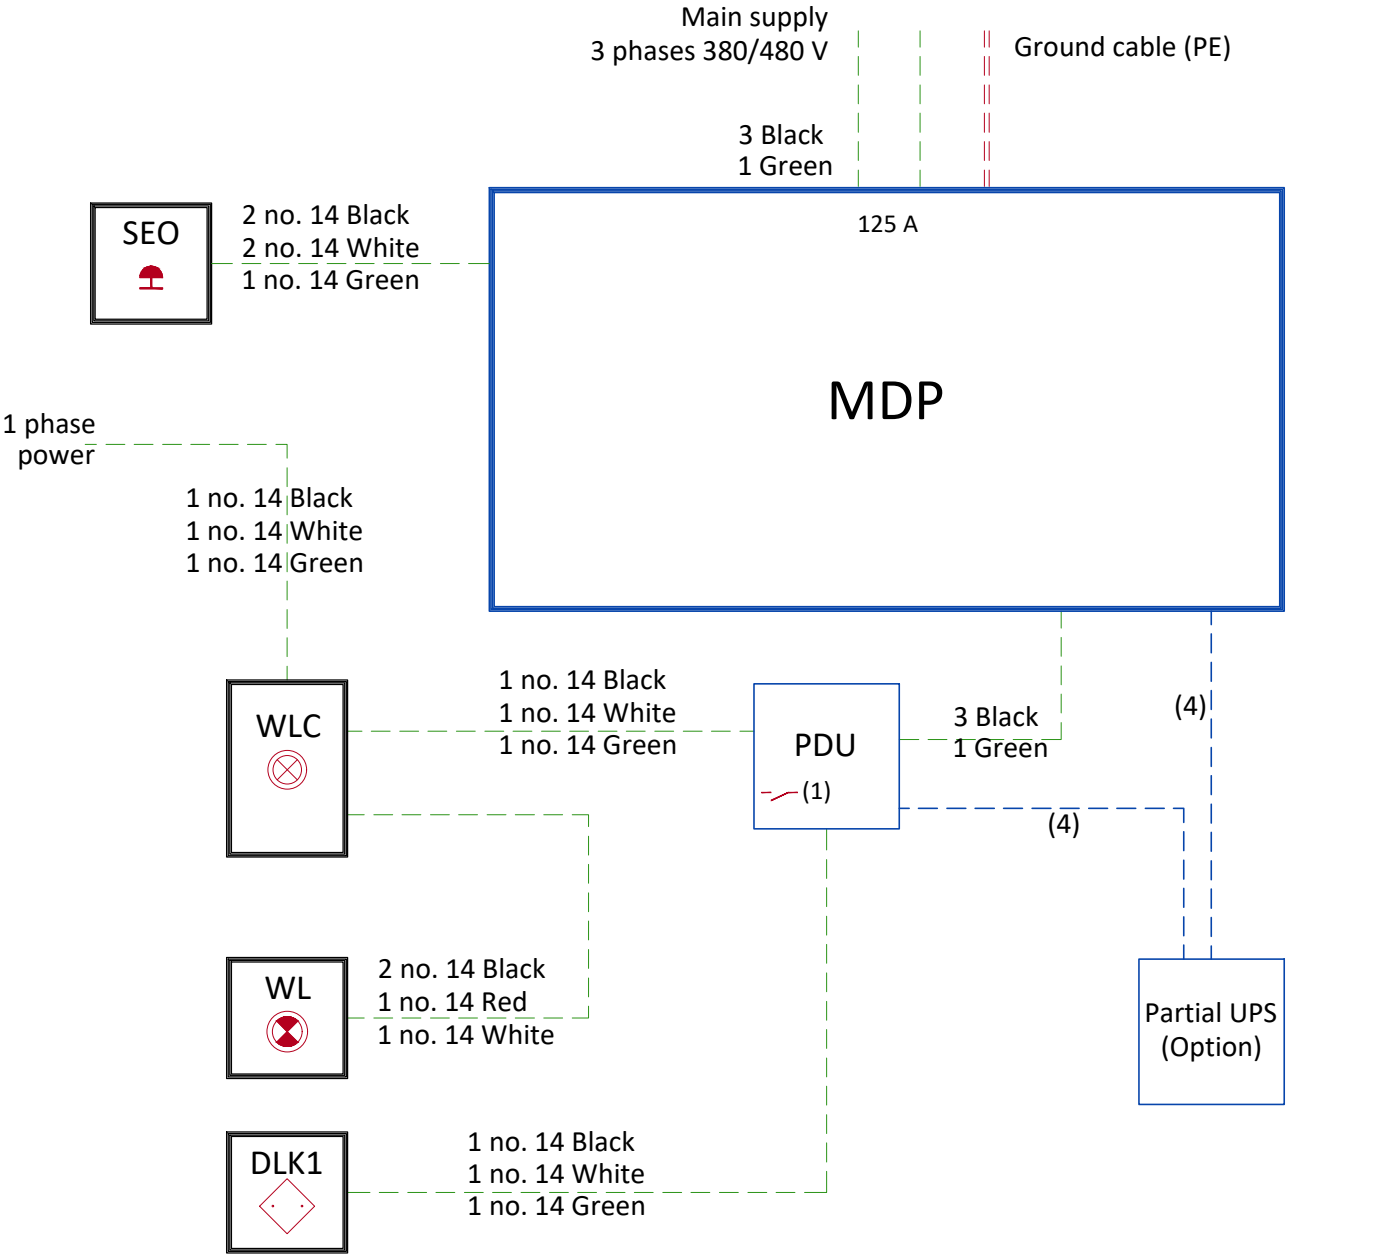 Main supply
3 phases 380/480 V
Ground cable (PE)
3 Black
1 Green
125 A
SEO
2 no. 14 Black
2 no. 14 White
1 no. 14 Green
MDP
1 phase
power
1 no. 14 Black
1 no. 14 White
1 no. 14 Green
WLC
1 no. 14 Black
1 no. 14 White
1 no. 14 Green
PDU
(1)
3 Black
1 Green
(4)
(4)
WL
2 no. 14 Black
1 no. 14 Red
1 no. 14 White
Partial UPS
(Option)
DLK1
1 no. 14 Black
1 no. 14 White
1 no. 14 Green